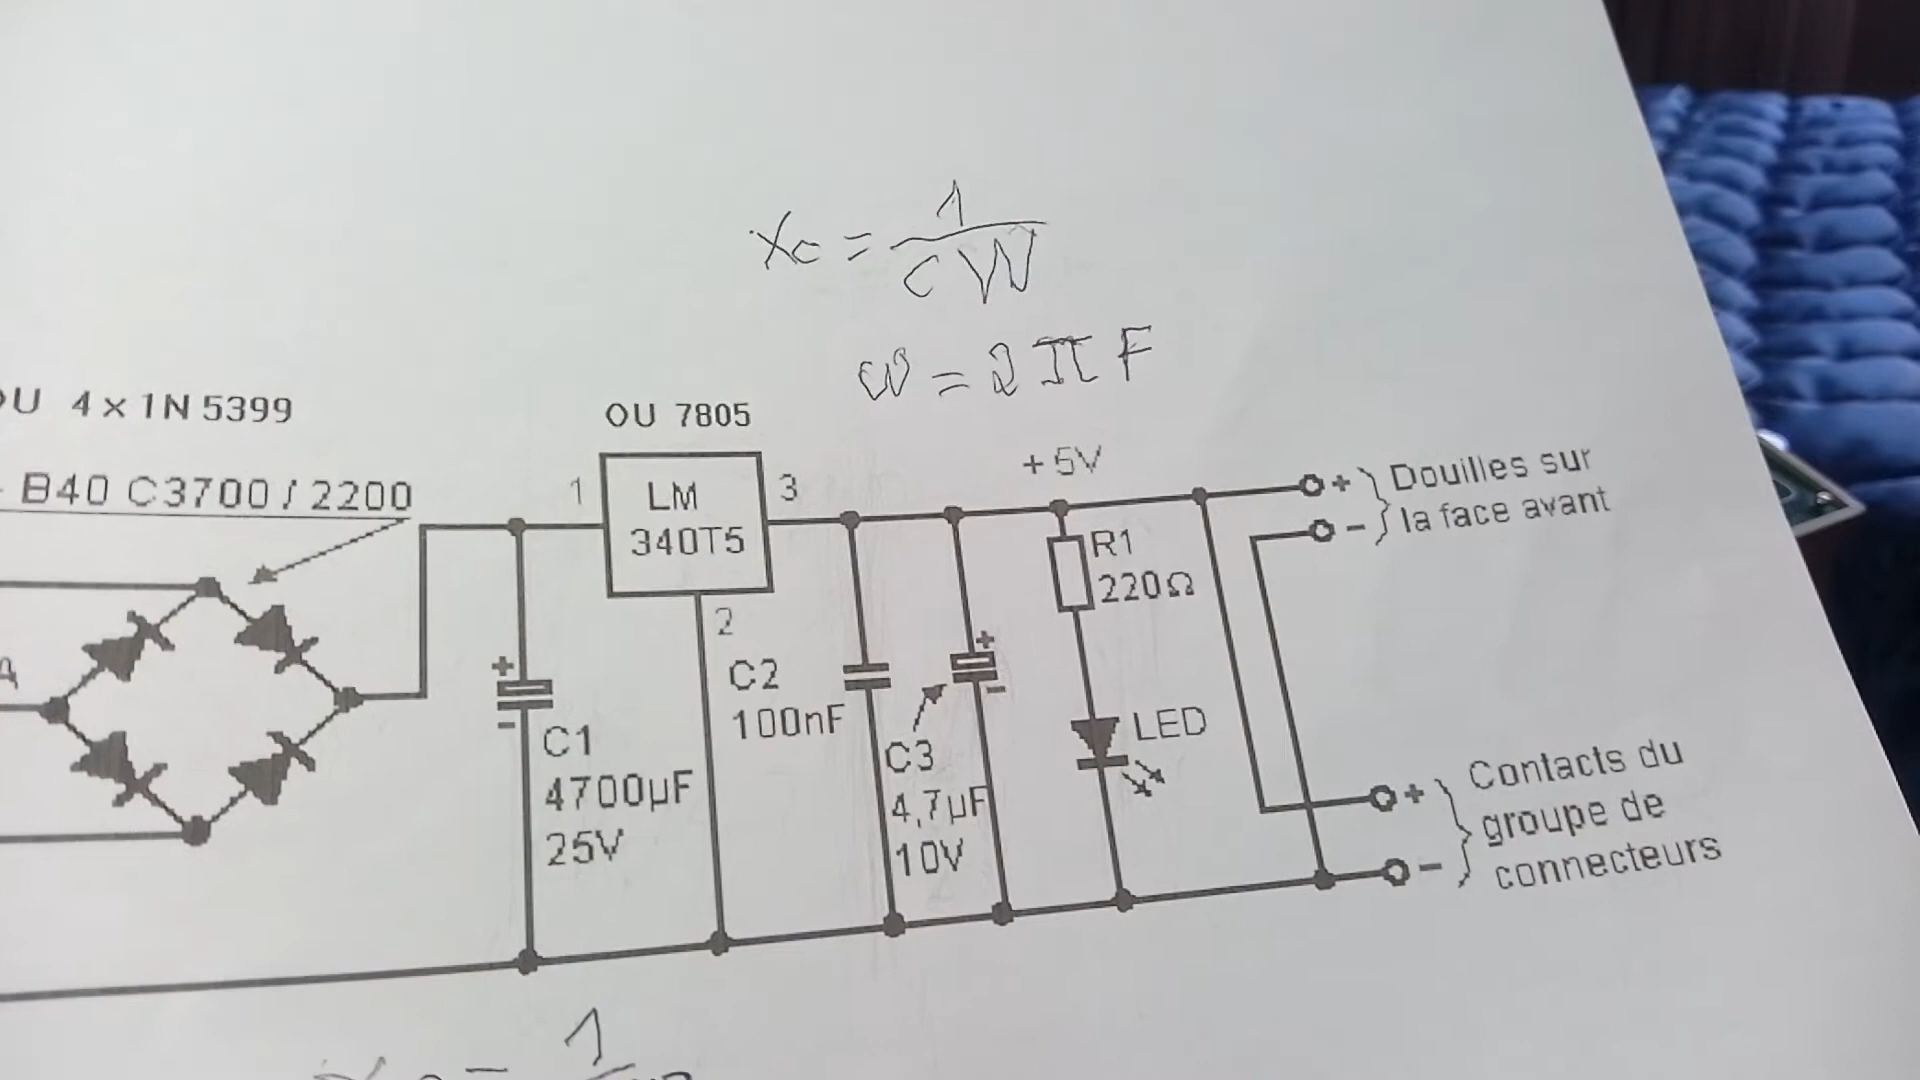 Xc = 1
CW
ω = 2 π F
4 x 1N 5399
OU 7805
B40 C3700 / 2200
1
LM
340T5
3
2
+ 5V
+ Douilles sur
- la face avant
R1
220Ω
+
-
C1
4700µF
25V
C2
100nF
+
-
C3
4,7µF
10V
LED
+ Contacts du
groupe de
- connecteurs
= 1